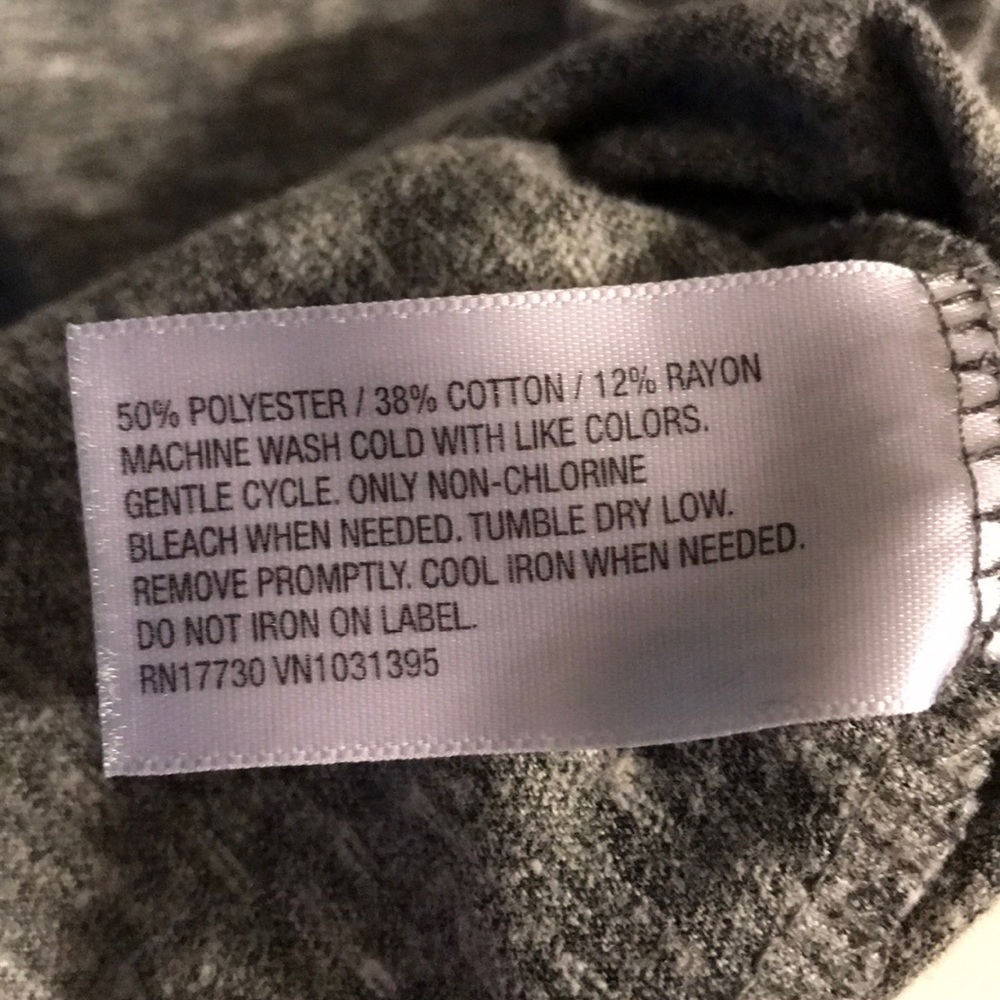 50% POLYESTER / 38% COTTON / 12% RAYON
MACHINE WASH COLD WITH LIKE COLORS.
GENTLE CYCLE. ONLY NON-CHLORINE
BLEACH WHEN NEEDED. TUMBLE DRY LOW.
REMOVE PROMPTLY. COOL IRON WHEN NEEDED.
DO NOT IRON ON LABEL.
RN17730 VN1031395